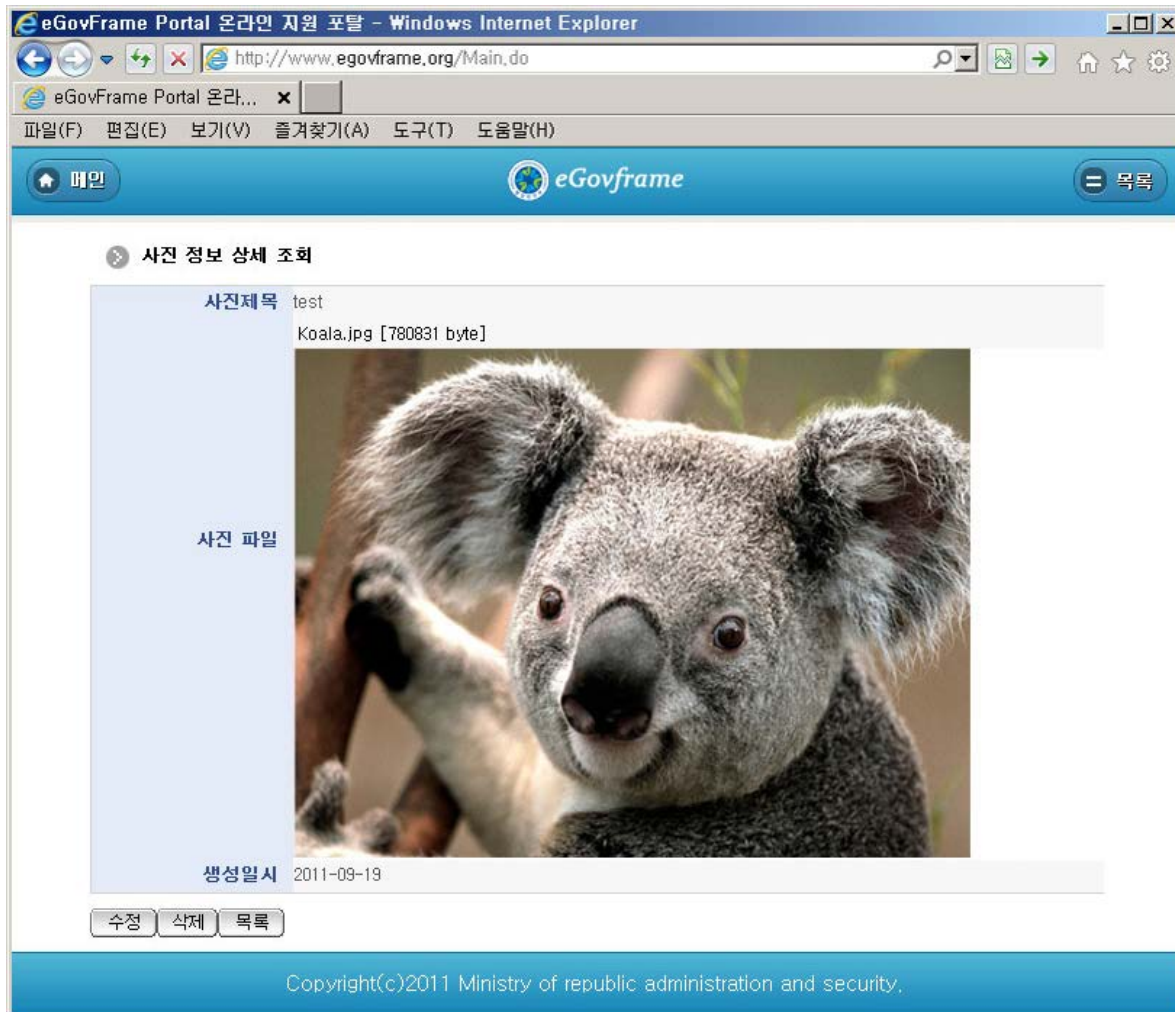 eGovFrame Portal 온라인 지원 포탈 - Windows Internet Explorer
http://www.egovframe.org/Main.do
eGovFrame Portal 온라...
파일(F) 편집(E) 보기(V) 즐겨찾기(A) 도구(T) 도움말(H)
메인 eGovframe 목록
사진 정보 상세 조회
사진제목 test
Koala.jpg [780831 byte]
사진 파일
생성일시 2011-09-19
수정 삭제 목록
Copyright(c)2011 Ministry of republic administration and security.